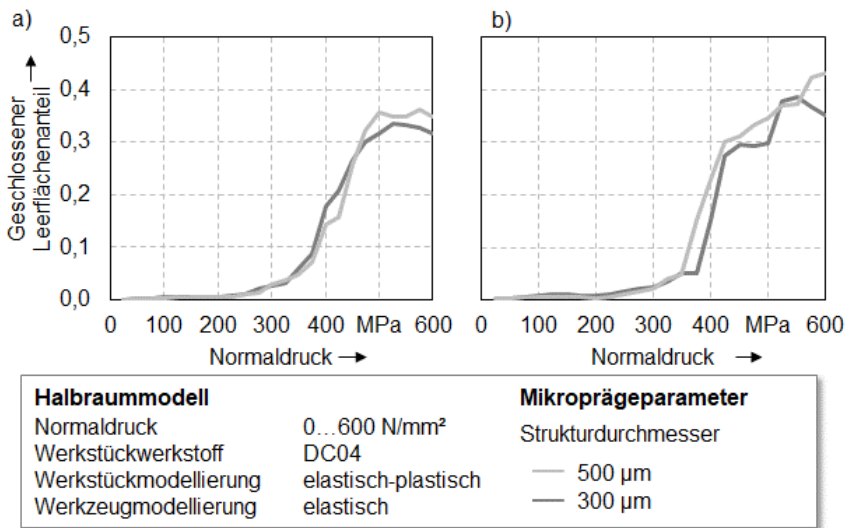 a)
Geschlossener
Leerflächenanteil
0,5
0,4
0,3
0,2
0,1
0,0
0 100 200 300 400 MPa 600
Normaldruck
b)
0 100 200 300 400 MPa 600
Normaldruck
Halbraummodell
Normaldruck 0...600 N/mm²
Werkstückwerkstoff DC04
Werkstückmodellierung elastisch-plastisch
Werkzeugmodellierung elastisch
Mikroprägeparameter
Strukturdurchmesser
500 µm
300 µm